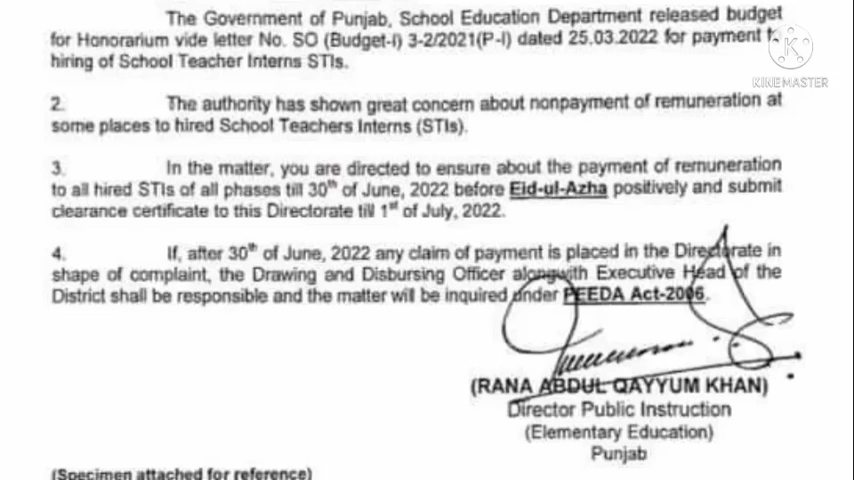 The Government of Punjab, School Education Department released budget
for Honorarium vide letter No. SO (Budget-I) 3-2/2021(P-I) dated 25.03.2022 for payment
hiring of School Teacher Interns STIs.
2. The authority has shown great concern about nonpayment of remuneration at
some places to hired School Teachers Interns (STIs).
3. In the matter, you are directed to ensure about the payment of remuneration
to all hired STIs of all phases till 30th of June, 2022 before Eid-ul-Azha positively and submit
clearance certificate to this Directorate till 1st of July, 2022.
4. If, after 30th of June, 2022 any claim of payment is placed in the Directorate in
shape of complaint, the Drawing and Disbursing Officer alongwith Executive Head of the
District shall be responsible and the matter will be inquired under PEEDA Act-2006.
(RANA ABDUL QAYYUM KHAN)
Director Public Instruction
(Elementary Education)
Punjab
(Specimen attached for reference)
K
KINEMASTER